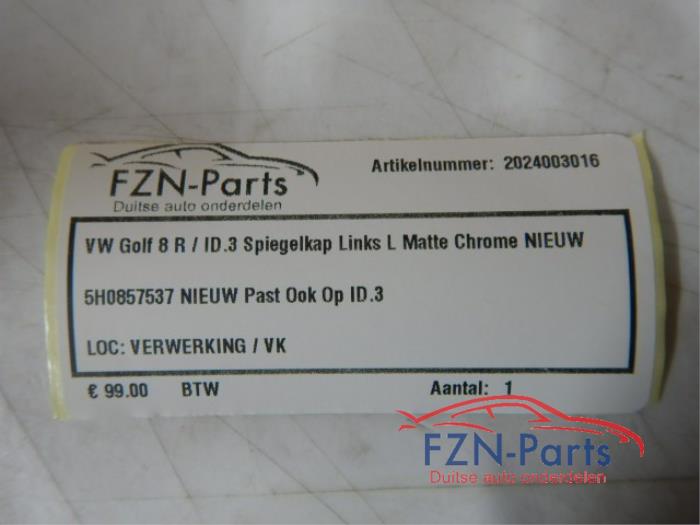 FZN-Parts
Duitse auto onderdelen
Artikelnummer: 2024003016
VW Golf 8 R / ID.3 Spiegelkap Links L Matte Chrome NIEUW
5H0857537 NIEUW Past Ook Op ID.3
LOC: VERWERKING / VK
€ 99.00 BTW Aantal: 1
FZN-Parts
Duitse auto onderdelen